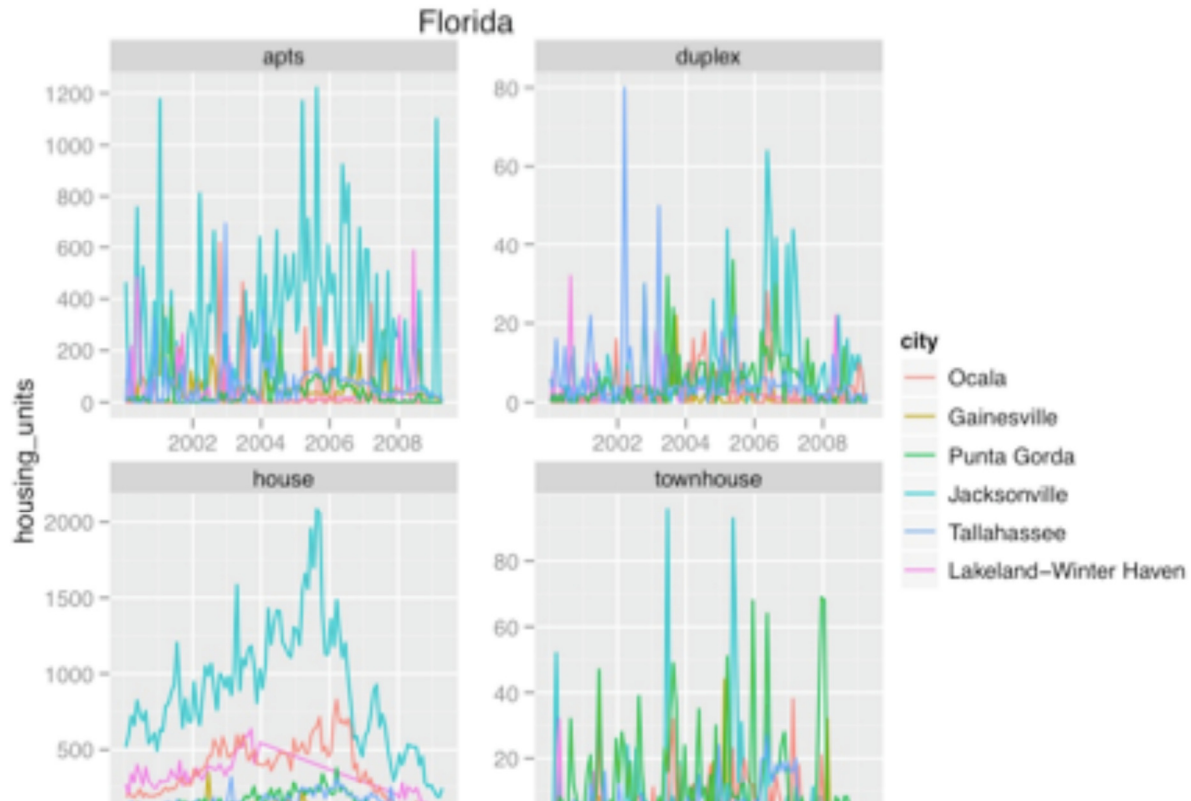 Florida
apts
duplex
1200
1000
800
600
400
200
0
2002 2004 2006 2008
80
60
40
20
0
2002 2004 2006 2008
housing_units
house
townhouse
2000
1500
1000
500
80
60
40
20
city
Ocala
Gainesville
Punta Gorda
Jacksonville
Tallahassee
Lakeland–Winter Haven